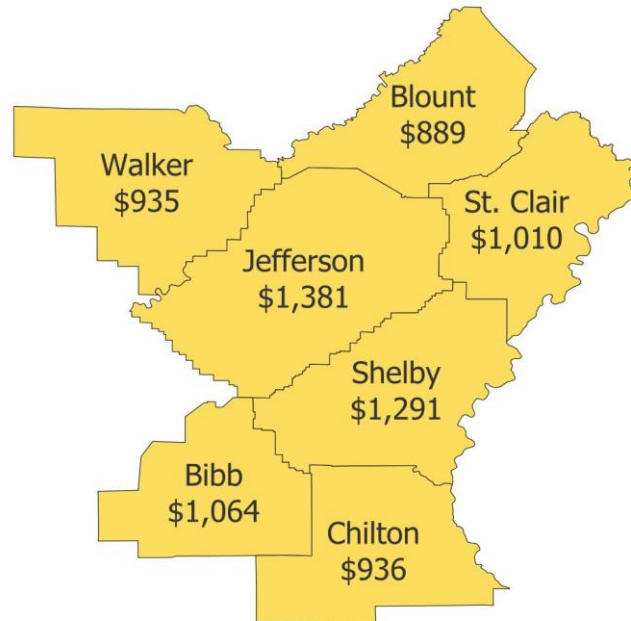 Blount
$889
Walker
$935
St. Clair
$1,010
Jefferson
$1,381
Shelby
$1,291
Bibb
$1,064
Chilton
$936